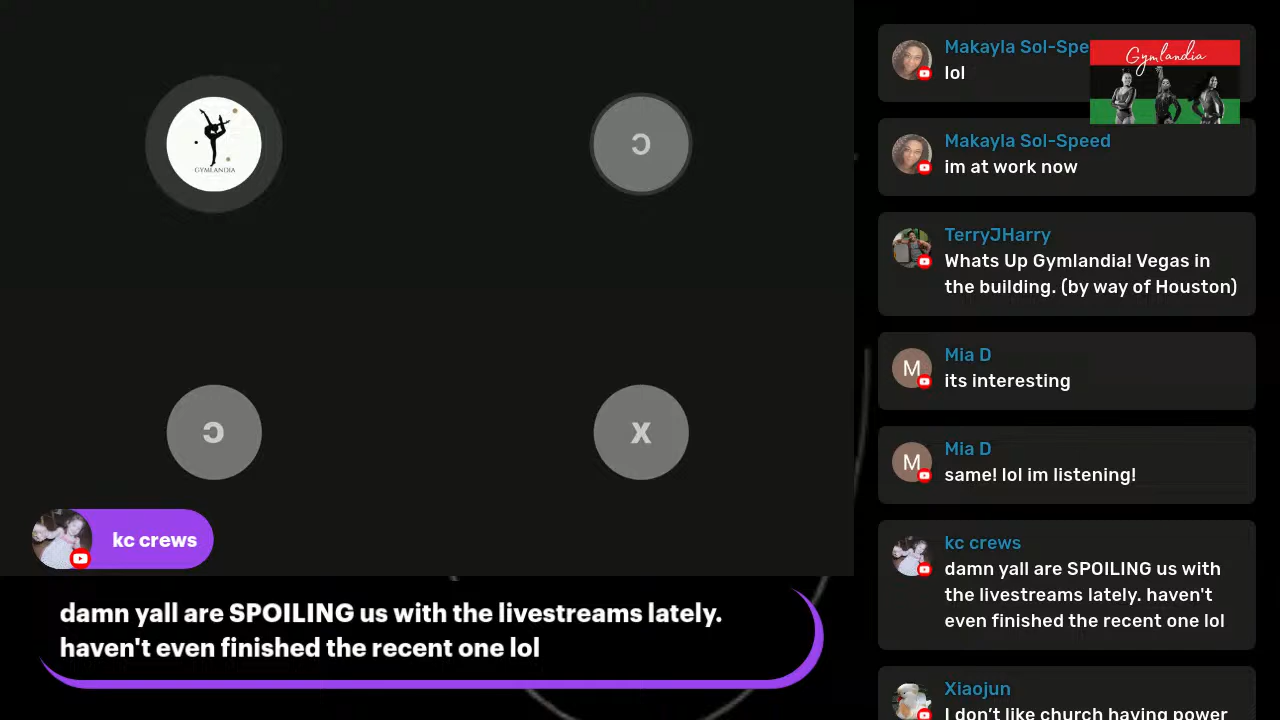 GYMLANDIA
ɔ
ɔ
X
kc crews
damn yall are SPOILING us with the livestreams lately.
haven't even finished the recent one lol
Makayla Sol-Spe
lol
Gymlandia
Makayla Sol-Speed
im at work now
TerryJHarry
Whats Up Gymlandia! Vegas in
the building. (by way of Houston)
M
Mia D
its interesting
M
Mia D
same! lol im listening!
kc crews
damn yall are SPOILING us with
the livestreams lately. haven't
even finished the recent one lol
Xiaojun
I don't like church having power